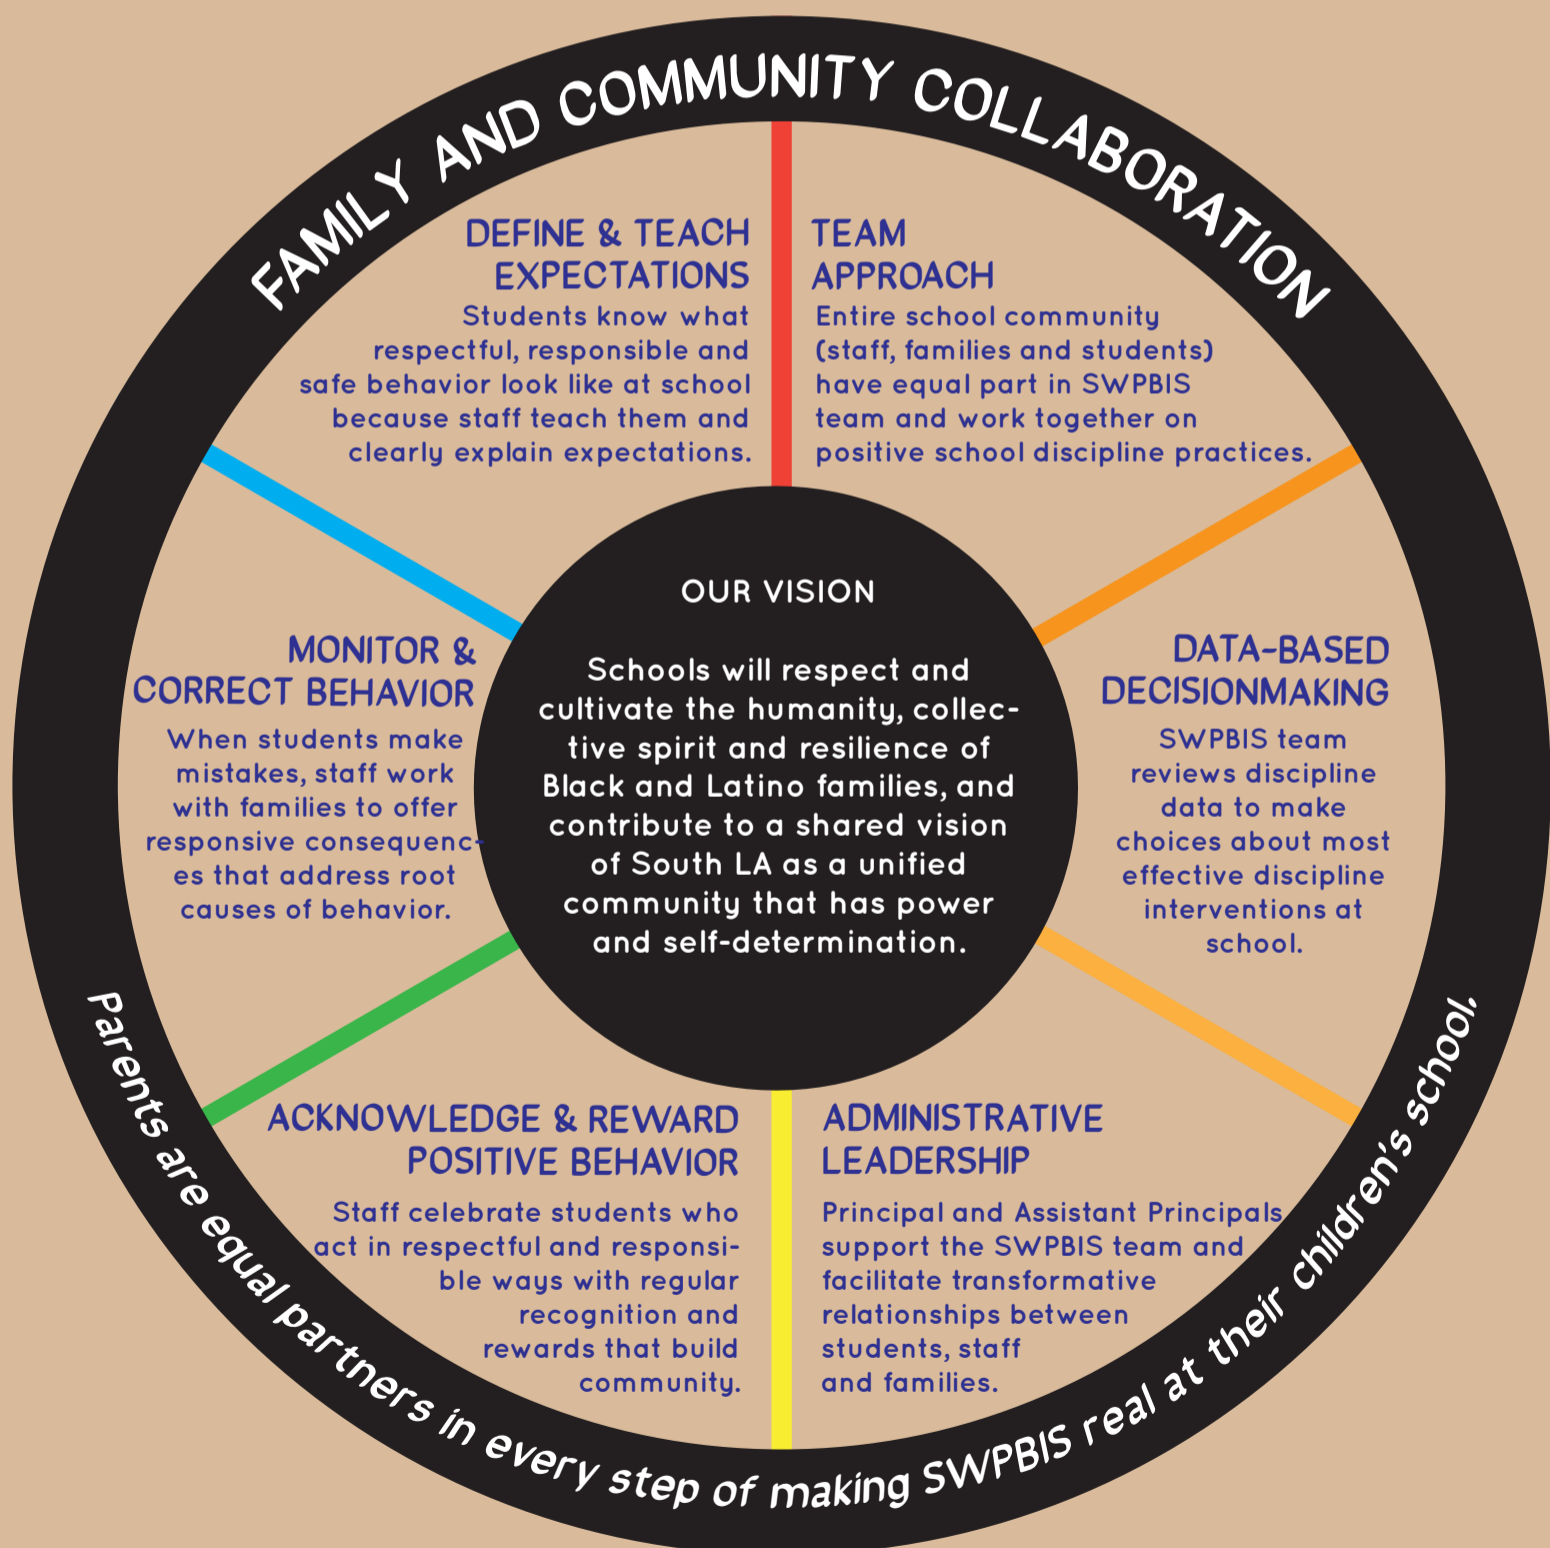 FAMILY AND COMMUNITY COLLABORATION
DEFINE & TEACH
EXPECTATIONS
Students know what
respectful, responsible and
safe behavior look like at school
because staff teach them and
clearly explain expectations.
TEAM
APPROACH
Entire school community
(staff, families and students)
have equal part in SWPBIS
team and work together on
positive school discipline practices.
MONITOR &
CORRECT BEHAVIOR
When students make
mistakes, staff work
with families to offer
responsive consequenc-
es that address root
causes of behavior.
OUR VISION
Schools will respect and
cultivate the humanity, collec-
tive spirit and resilience of
Black and Latino families, and
contribute to a shared vision
of South LA as a unified
community that has power
and self-determination.
DATA-BASED
DECISIONMAKING
SWPBIS team
reviews discipline
data to make
choices about most
effective discipline
interventions at
school.
ACKNOWLEDGE & REWARD
POSITIVE BEHAVIOR
Staff celebrate students who
act in respectful and responsi-
ble ways with regular
recognition and
rewards that build
community.
ADMINISTRATIVE
LEADERSHIP
Principal and Assistant Principals
support the SWPBIS team and
facilitate transformative
relationships between
students, staff
and families.
Parents are equal partners in every step of making SWPBIS real at their children's school.